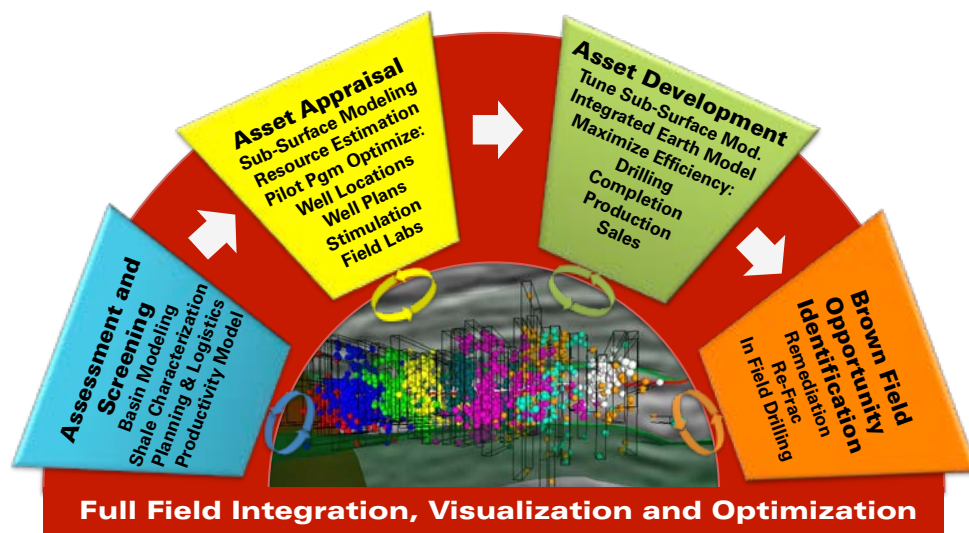 Assessment and
Screening
Basin Modeling
Shale Characterization
Planning & Logistics
Productivity Model
Asset Appraisal
Sub-Surface Modeling
Resource Estimation
Pilot Pgm Optimize:
Well Locations
Well Plans
Stimulation
Field Labs
Asset Development
Tune Sub-Surface Mod.
Integrated Earth Model
Maximize Efficiency:
Drilling
Completion
Production
Sales
Brown Field
Opportunity
Identification
Remediation
Re-Frac
In Field Drilling
Full Field Integration, Visualization and Optimization